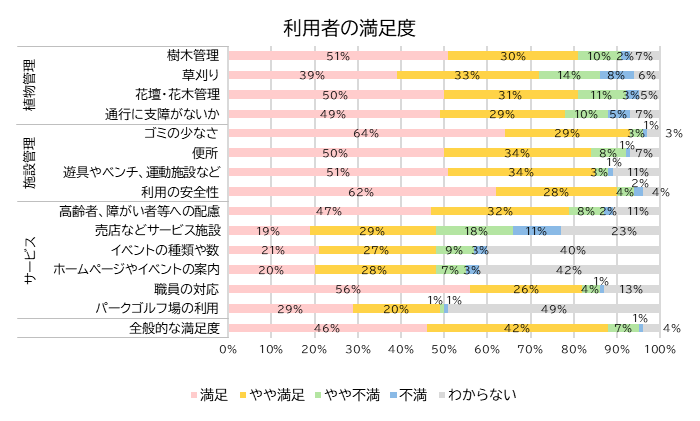 利用者の満足度
植物管理
樹木管理 51% 30% 10% 2% 7%
草刈り 39% 33% 14% 8% 6%
花壇・花木管理 50% 31% 11% 3% 5%
通行に支障がないか 49% 29% 10% 5% 7%
施設管理
ゴミの少なさ 64% 29% 3% 1% 3%
便所 50% 34% 8% 1% 7%
遊具やベンチ、運動施設など 51% 34% 3% 1% 11%
利用の安全性 62% 28% 4% 2% 4%
サービス
高齢者、障がい者等への配慮 47% 32% 8% 2% 11%
売店などサービス施設 19% 29% 18% 11% 23%
イベントの種類や数 21% 27% 9% 3% 40%
ホームページやイベントの案内 20% 28% 7% 3% 42%
職員の対応 56% 26% 4% 1% 13%
パークゴルフ場の利用 29% 20% 1% 1% 49%
全般的な満足度 46% 42% 7% 1% 4%
0% 10% 20% 30% 40% 50% 60% 70% 80% 90% 100%
満足 やや満足 やや不満 不満 わからない